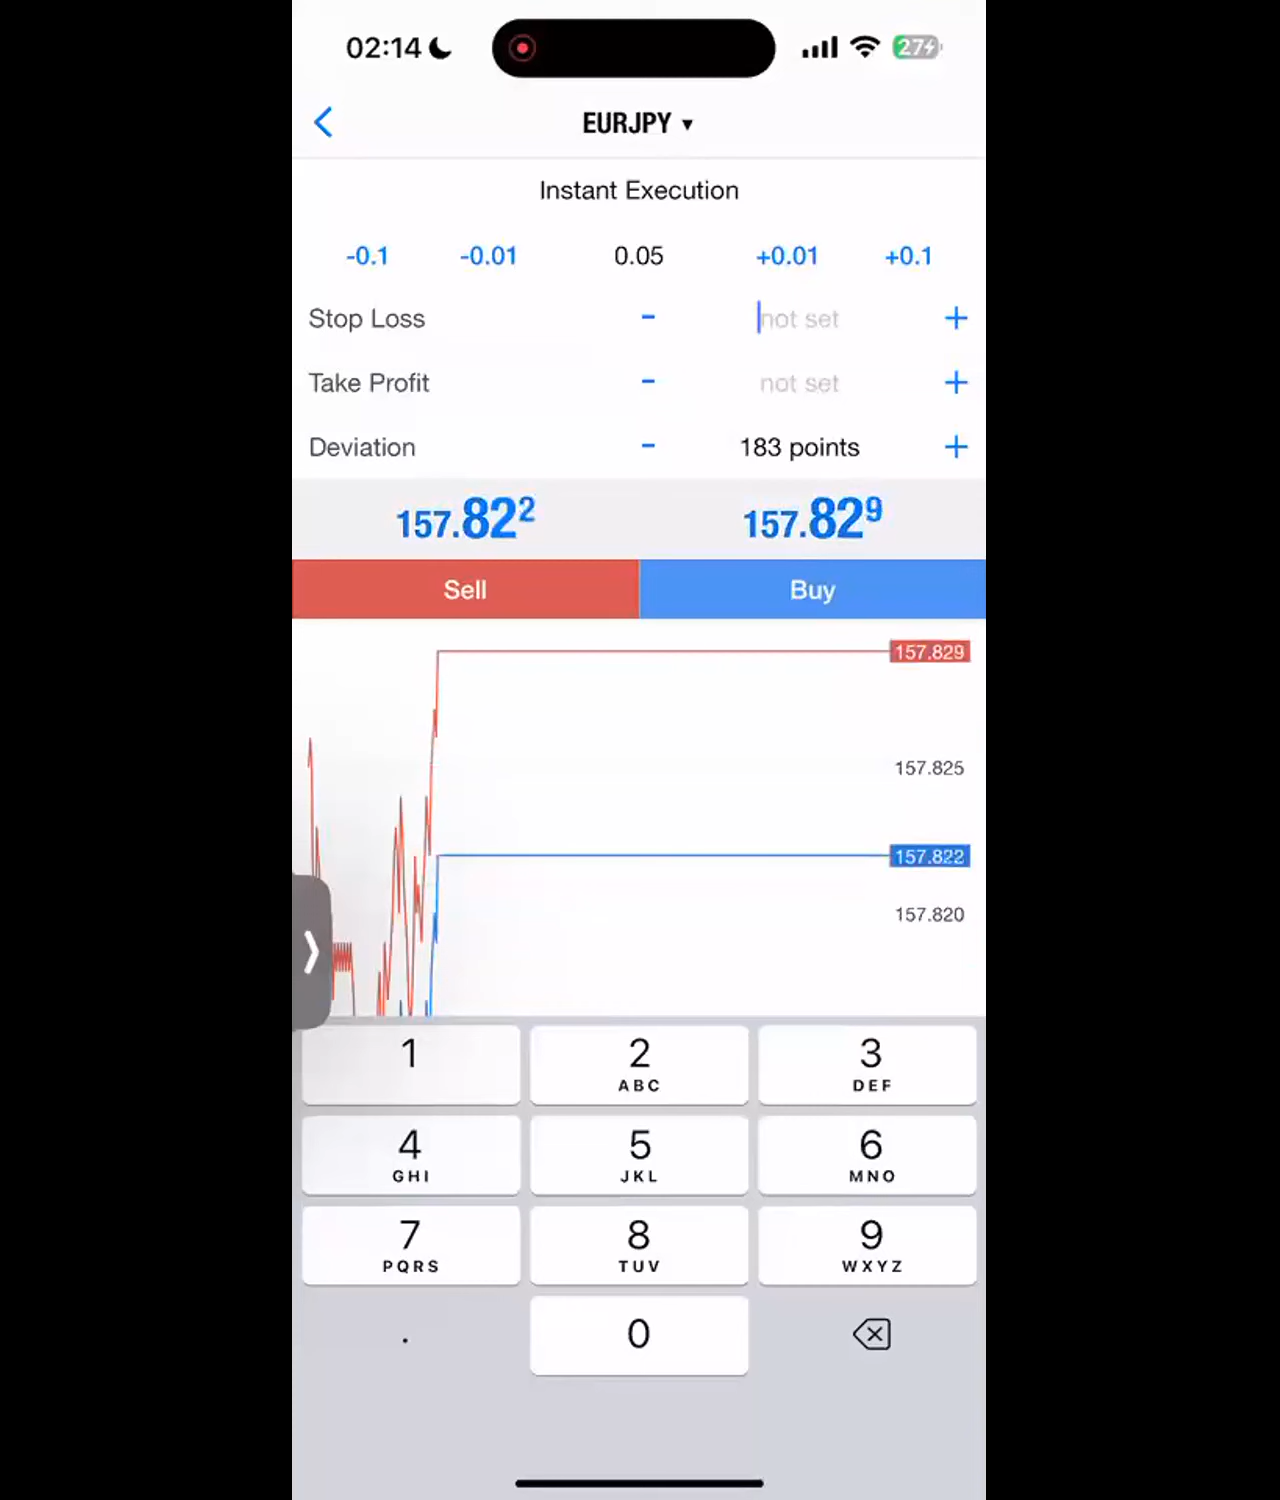 02:14 27
EURJPY ▼
Instant Execution
-0.1 -0.01 0.05 +0.01 +0.1
Stop Loss - not set +
Take Profit - not set +
Deviation - 183 points +
157.822 157.829
Sell Buy
157.829
157.825
157.822
157.820
1 2 3
ABC DEF
4 5 6
GHI JKL MNO
7 8 9
PQRS TUV WXYZ
. 0